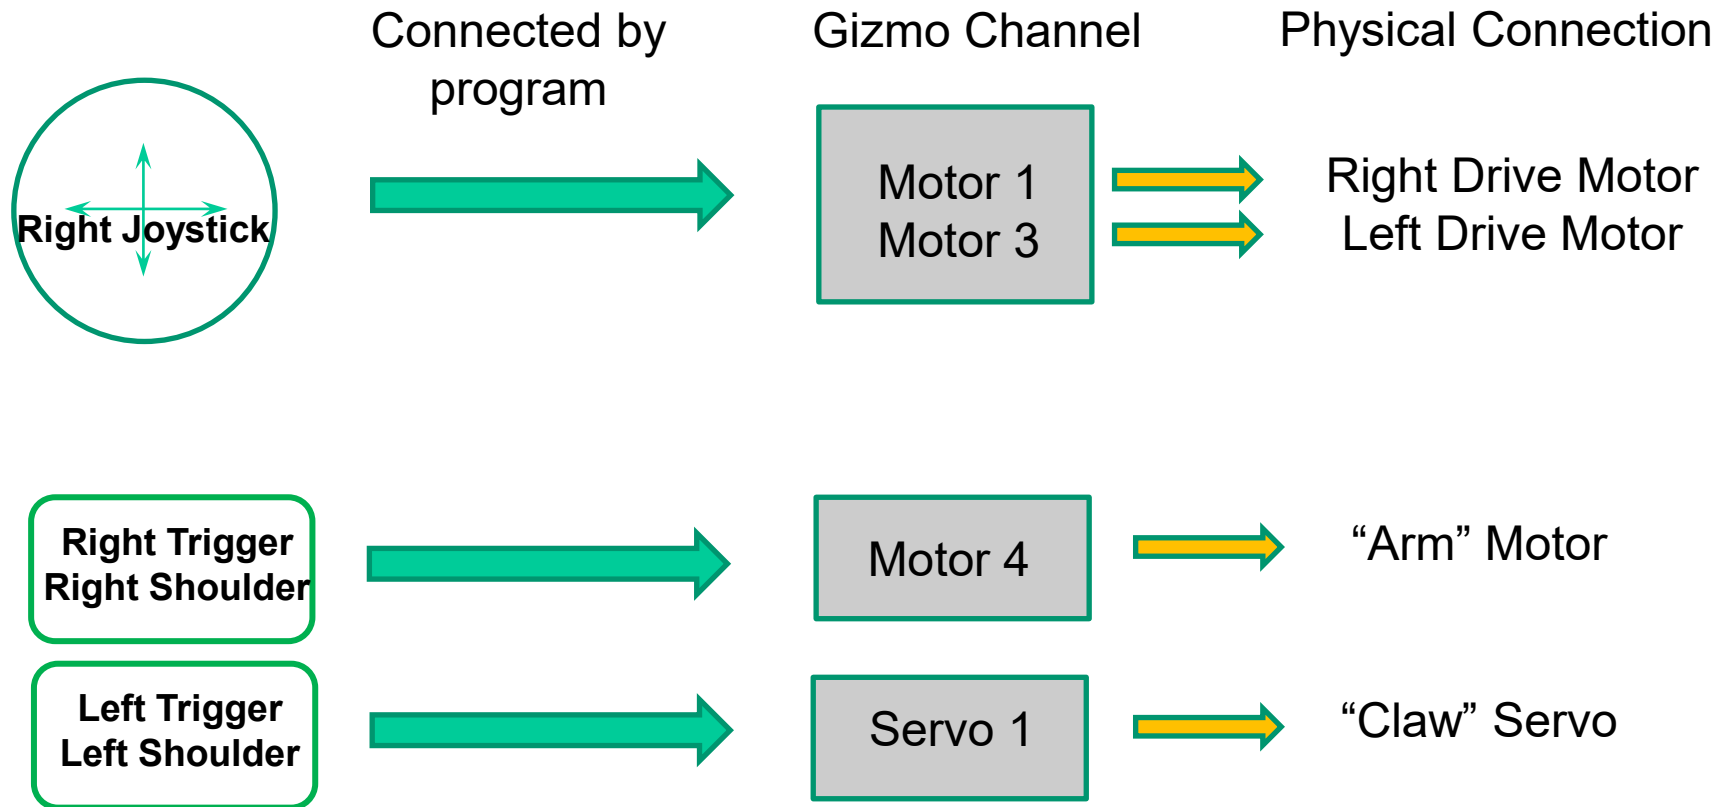 Connected by
program
Gizmo Channel
Physical Connection
Right Joystick
Motor 1
Motor 3
Right Drive Motor
Left Drive Motor
Right Trigger
Right Shoulder
Motor 4
“Arm” Motor
Left Trigger
Left Shoulder
Servo 1
“Claw” Servo